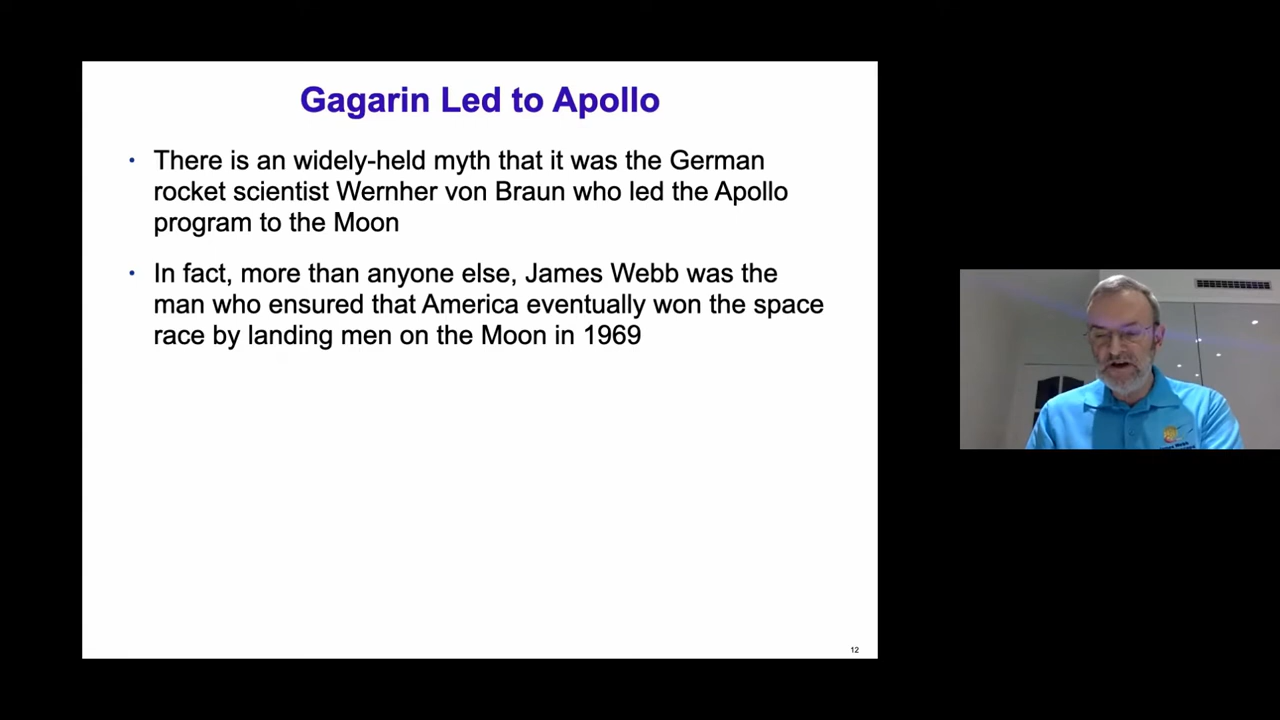 Gagarin Led to Apollo
• There is an widely-held myth that it was the German
rocket scientist Wernher von Braun who led the Apollo
program to the Moon
• In fact, more than anyone else, James Webb was the
man who ensured that America eventually won the space
race by landing men on the Moon in 1969
12